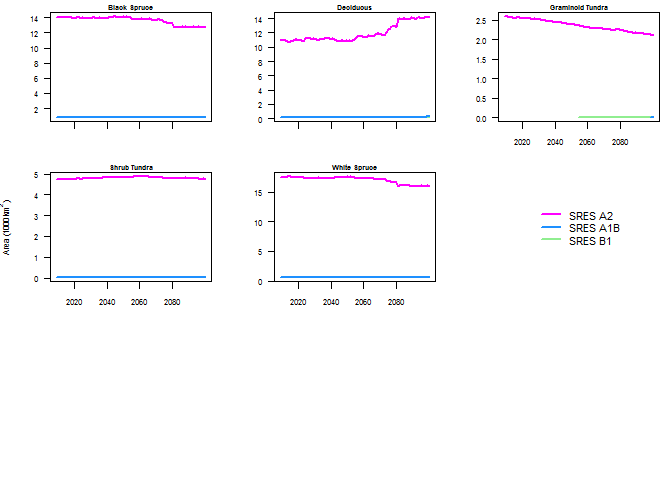 Black Spruce
14
12
10
8
6
4
2
Deciduous
14
12
10
8
6
4
2
0
Graminoid Tundra
2.5
2.0
1.5
1.0
0.5
0.0
2020 2040 2060 2080
Shrub Tundra
5
4
3
2
1
0
2020 2040 2060 2080
White Spruce
15
10
5
0
2020 2040 2060 2080
SRES A2
SRES A1B
SRES B1
Area (1000km²)